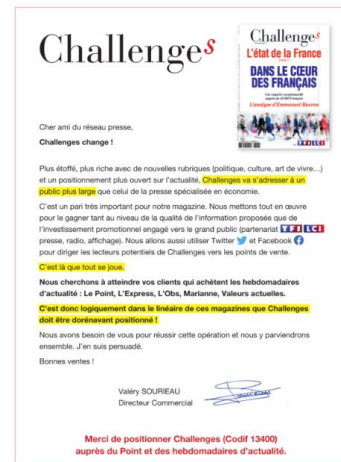 Challenges
Challenges
L'état de la France
DANS LE CŒUR
DES FRANÇAIS
L'analyse d'Emmanuel Macron
TF1 LCI
Cher ami du réseau presse,
Challenges change !
Plus étoffé, plus riche avec de nouvelles rubriques (politique, culture, art de vivre...)
et un positionnement plus ouvert sur l'actualité, Challenges va s'adresser à un
public plus large que celui de la presse spécialisée en économie.
C'est un pari très important pour notre magazine. Nous mettons tout en œuvre
pour le gagner tant au niveau de la qualité de l'information proposée que de
l'investissement promotionnel engagé vers le grand public (partenariat TF1 LCI
presse, radio, affichage). Nous allons aussi utiliser Twitter et Facebook
pour diriger les lecteurs potentiels de Challenges vers les points de vente.
C'est là que tout se joue.
Nous cherchons à atteindre vos clients qui achètent les hebdomadaires
d'actualité : Le Point, L'Express, L'Obs, Marianne, Valeurs actuelles.
C'est donc logiquement dans le linéaire de ces magazines que Challenges
doit être dorénavant positionné !
Nous avons besoin de vous pour réussir cette opération et nous y parviendrons
ensemble. J'en suis persuadé.
Bonnes ventes !
Valéry SOURIEAU
Directeur Commercial
Merci de positionner Challenges (Codif 13400)
auprès du Point et des hebdomadaires d'actualité.